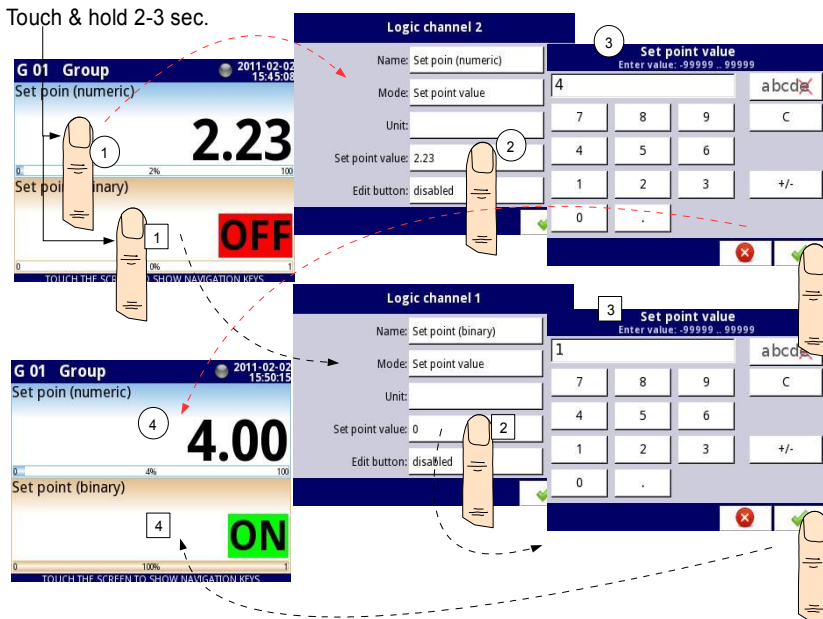 Touch & hold 2-3 sec.
G 01 Group
2011-02-02
15:45:08
Set poin (numeric)
1
2.23
0
2%
100
Set poi inary)
1
OFF
0
0%
1
TOUCH THE SCREEN TO SHOW NAVIGATION KEYS
Logic channel 2
Name: Set poin (numeric)
Mode: Set point value
Unit:
2
Set point value: 2.23
Edit button: disabled
3
Set point value
Enter value: -99999 .. 99999
4
abcde
7 8 9 C
4 5 6
1 2 3 +/-
0 .
Logic channel 1
Name: Set point (binary)
Mode: Set point value
Unit:
Set point value: 0
2
Edit button: disabled
3
Set point value
Enter value: -99999 .. 99999
1
abcde
7 8 9 C
4 5 6
1 2 3 +/-
0 .
G 01 Group
2011-02-02
15:50:15
Set poin (numeric)
4
4.00
0
4%
100
Set point (binary)
4
ON
0
100%
1
TOUCH THE SCREEN TO SHOW NAVIGATION KEYS